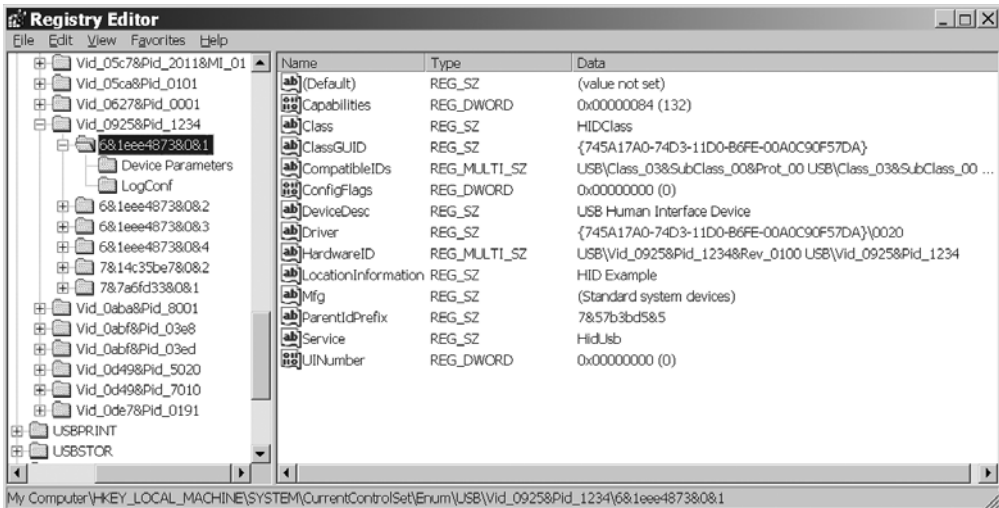 Registry Editor
File Edit View Favorites Help
Vid_05c7&Pid_2011&MI_01
Vid_05ca&Pid_0101
Vid_0627&Pid_0001
Vid_0925&Pid_1234
6&1eee4873&0&1
Device Parameters
LogConf
6&1eee4873&0&2
6&1eee4873&0&3
6&1eee4873&0&4
7&14c35be7&0&2
7&7a6fd33&0&1
Vid_0aba&Pid_8001
Vid_0abf&Pid_03e8
Vid_0abf&Pid_03ed
Vid_0d49&Pid_5020
Vid_0d49&Pid_7010
Vid_0de7&Pid_0191
USBPRINT
USBSTOR
Name Type Data
(Default) REG_SZ (value not set)
Capabilities REG_DWORD 0x00000084 (132)
Class REG_SZ HIDClass
ClassGUID REG_SZ {745A17A0-74D3-11D0-B6FE-00A0C90F57DA}
CompatibleIDs REG_MULTI_SZ USB\Class_03&SubClass_00&Prot_00 USB\Class_03&SubClass_00 ...
ConfigFlags REG_DWORD 0x00000000 (0)
DeviceDesc REG_SZ USB Human Interface Device
Driver REG_SZ {745A17A0-74D3-11D0-B6FE-00A0C90F57DA}\0020
HardwareID REG_MULTI_SZ USB\Vid_0925&Pid_1234&Rev_0100 USB\Vid_0925&Pid_1234
LocationInformation REG_SZ HID Example
Mfg REG_SZ (Standard system devices)
ParentIdPrefix REG_SZ 7&57b3bd5&5
Service REG_SZ HidUsb
UINumber REG_DWORD 0x00000000 (0)
My Computer\HKEY_LOCAL_MACHINE\SYSTEM\CurrentControlSet\Enum\USB\Vid_0925&Pid_1234\6&1eee4873&0&1